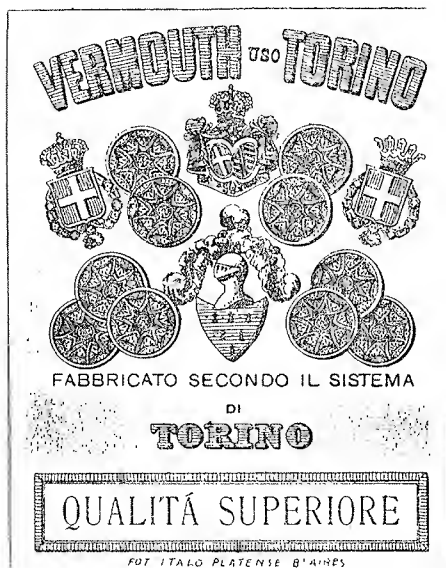 VERMOUTH USO TORINO
FABBRICATO SECONDO IL SISTEMA
DI
TORINO
QUALITÁ SUPERIORE
FOT ITALO PLATENSE B'AIRES